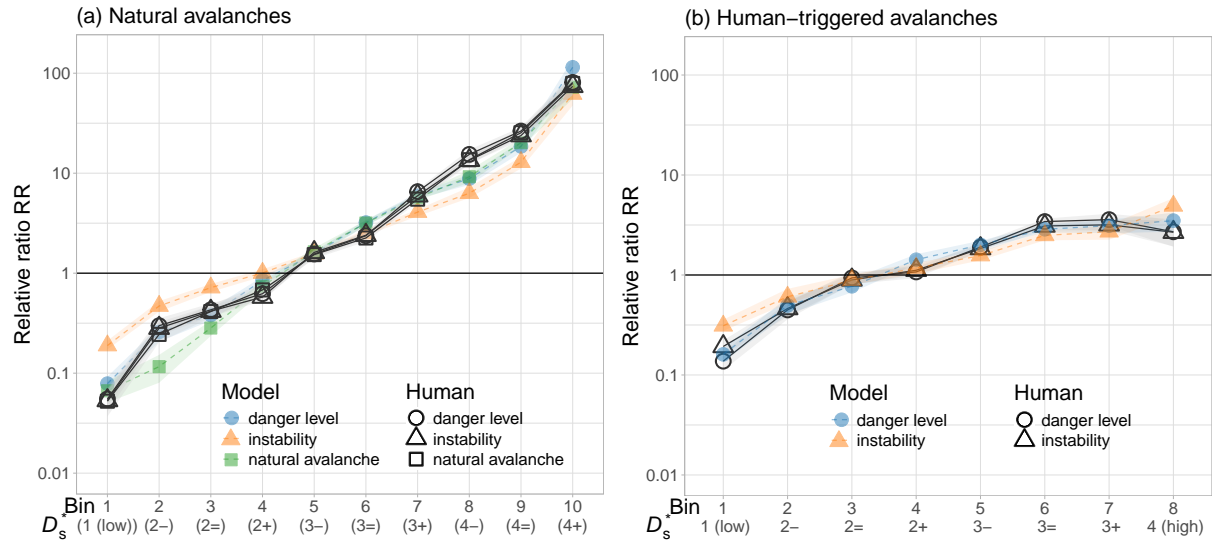 (a) Natural avalanches
Relative ratio RR
100
10
1
0.1
0.01
Model Human
danger level danger level
instability instability
natural avalanche natural avalanche
Bin 1 2 3 4 5 6 7 8 9 10
D*s (1 (low)) (2−) (2=) (2+) (3−) (3=) (3+) (4−) (4=) (4+)
(b) Human−triggered avalanches
Relative ratio RR
100
10
1
0.1
0.01
Model Human
danger level danger level
instability instability
Bin 1 2 3 4 5 6 7 8
D*s 1 (low) 2− 2= 2+ 3− 3= 3+ 4 (high)